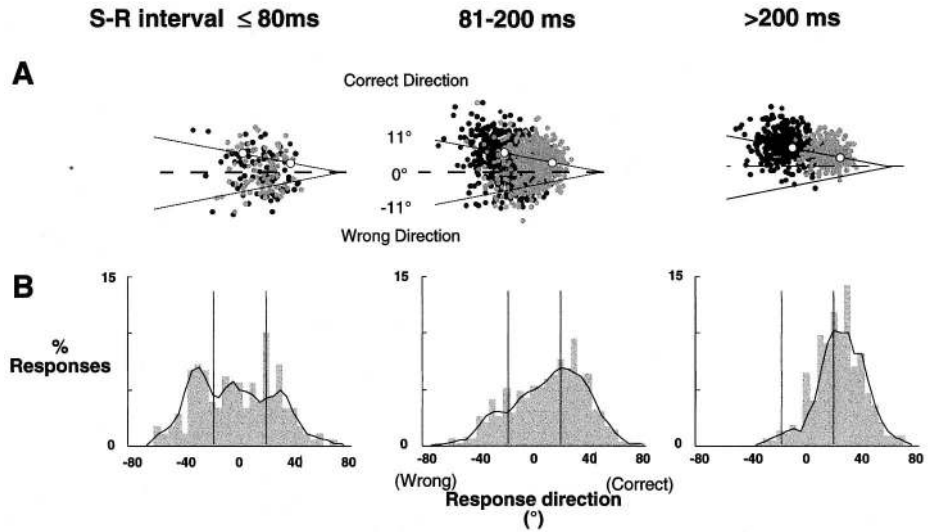 S-R interval ≤ 80ms 81-200 ms >200 ms
A
Correct Direction
11°
0°
-11°
Wrong Direction
B
15 15 15
%
Responses
0 0 0
-80 -40 0 40 80 -80 -40 0 40 80 -80 -40 0 40 80
(Wrong) (Correct)
Response direction
(°)